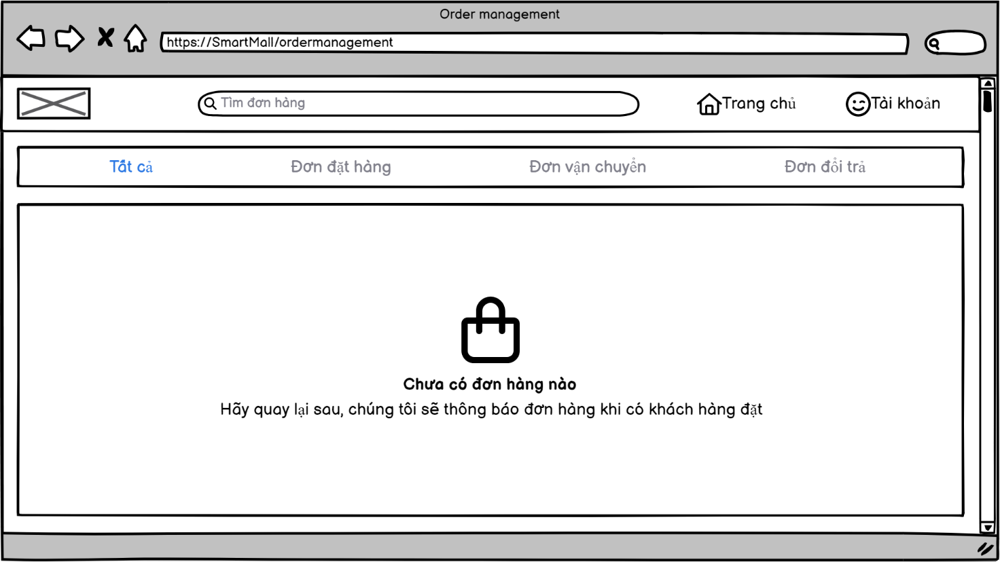 Order management
https://SmartMall/ordermanagement
Tìm đơn hàng
Trang chủ
Tài khoản
Tất cả
Đơn đặt hàng
Đơn vận chuyển
Đơn đổi trả
Chưa có đơn hàng nào
Hãy quay lại sau, chúng tôi sẽ thông báo đơn hàng khi có khách hàng đặt